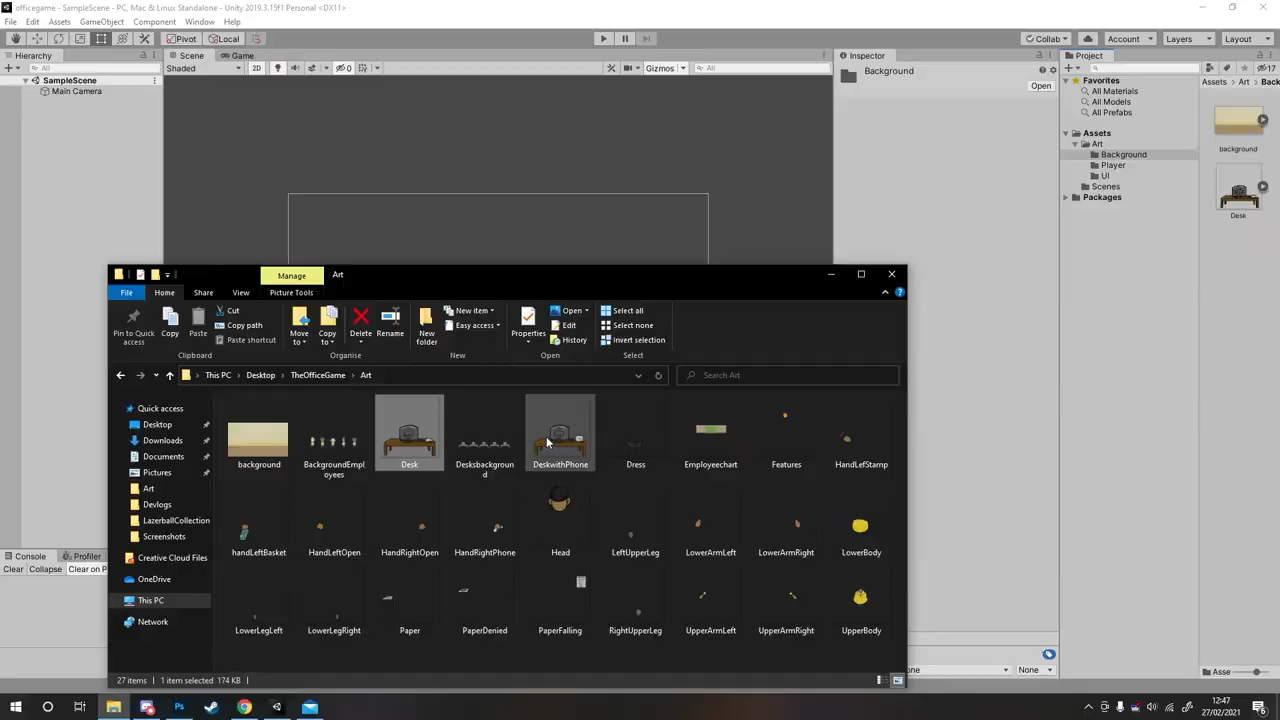 officegame - SampleScene - PC, Mac & Linux Standalone - Unity 2019.3.15f1 Personal <DX11>
File Edit Assets GameObject Component Window Help
Pivot Local Collab Account Layers Layout
Hierarchy Scene Game Inspector Project
All Shaded 2D 0 Gizmos All 17
SampleScene
Main Camera
Background
Open
Favorites
All Materials
All Models
All Prefabs
Assets
Art
Background
Player
UI
Scenes
Packages
Assets Art Back
background
Desk
Manage Art
File Home Share View Picture Tools
Pin to Quick access
Copy
Paste
Cut
Copy path
Paste shortcut
Clipboard
Move to
Copy to
Delete
Rename
Organise
New folder
New item
Easy access
New
Properties
Open
Edit
History
Open
Select all
Select none
Invert selection
Select
This PC Desktop TheOfficeGame Art
Search Art
Quick access
Desktop
Downloads
Documents
Pictures
Art
Devlogs
LazerballCollection
Screenshots
Creative Cloud Files
OneDrive
This PC
Network
background
BackgroundEmpl
oyees
Desk
Desksbackgroun
d
DeskwithPhone
Dress
Employeechart
Features
HandLefStamp
handLeftBasket
HandLeftOpen
HandRightOpen
HandRightPhone
Head
LeftUpperLeg
LowerArmLeft
LowerArmRight
LowerBody
LowerLegLeft
LowerLegRight
Paper
PaperDenied
PaperFalling
RightUpperLeg
UpperArmLeft
UpperArmRight
UpperBody
27 items 1 item selected 174 KB
Console Profiler
Clear Collapse Clear on P
one None
Asse
12:47
27/02/2021
6